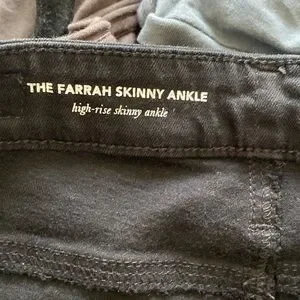 THE FARRAH SKINNY ANKLE
high-rise skinny ankle